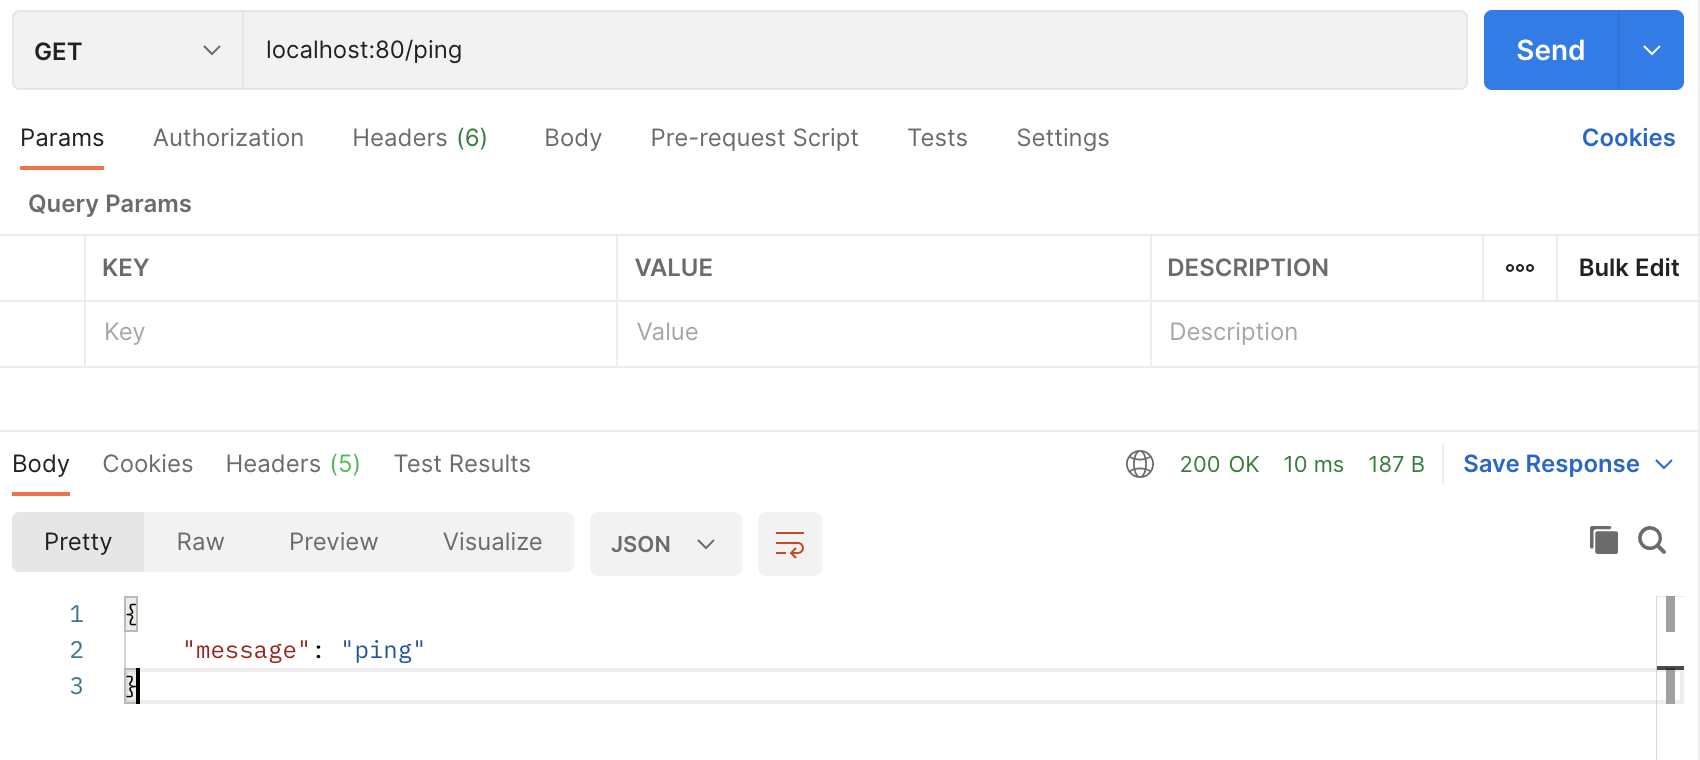 GET localhost:80/ping Send
Params Authorization Headers (6) Body Pre-request Script Tests Settings Cookies
Query Params
KEY VALUE DESCRIPTION ooo Bulk Edit
Key Value Description
Body Cookies Headers (5) Test Results 200 OK 10 ms 187 B Save Response
Pretty Raw Preview Visualize JSON
1 {
2 "message": "ping"
3 }